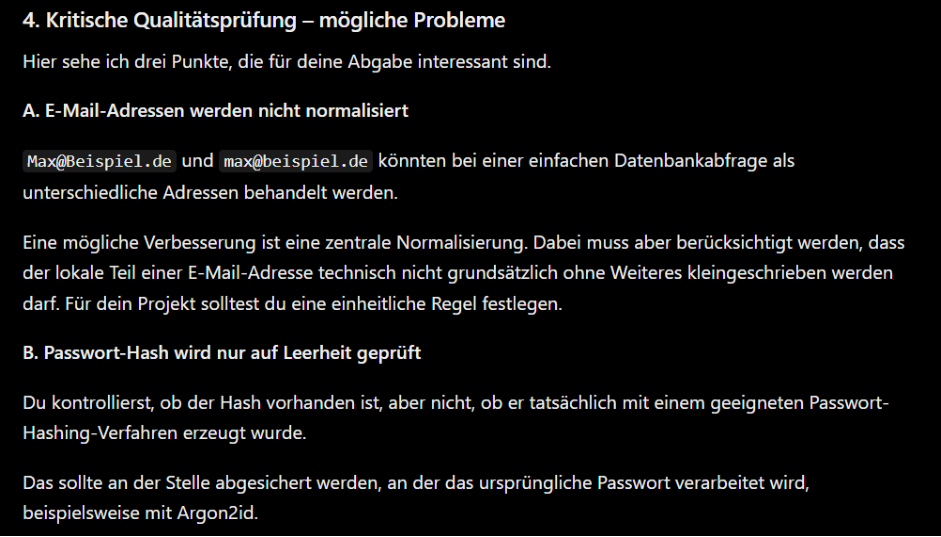 4. Kritische Qualitätsprüfung – mögliche Probleme
Hier sehe ich drei Punkte, die für deine Abgabe interessant sind.
A. E-Mail-Adressen werden nicht normalisiert
Max@Beispiel.de und max@beispiel.de könnten bei einer einfachen Datenbankabfrage als
unterschiedliche Adressen behandelt werden.
Eine mögliche Verbesserung ist eine zentrale Normalisierung. Dabei muss aber berücksichtigt werden, dass
der lokale Teil einer E-Mail-Adresse technisch nicht grundsätzlich ohne Weiteres kleingeschrieben werden
darf. Für dein Projekt solltest du eine einheitliche Regel festlegen.
B. Passwort-Hash wird nur auf Leerheit geprüft
Du kontrollierst, ob der Hash vorhanden ist, aber nicht, ob er tatsächlich mit einem geeigneten Passwort-
Hashing-Verfahren erzeugt wurde.
Das sollte an der Stelle abgesichert werden, an der das ursprüngliche Passwort verarbeitet wird,
beispielsweise mit Argon2id.